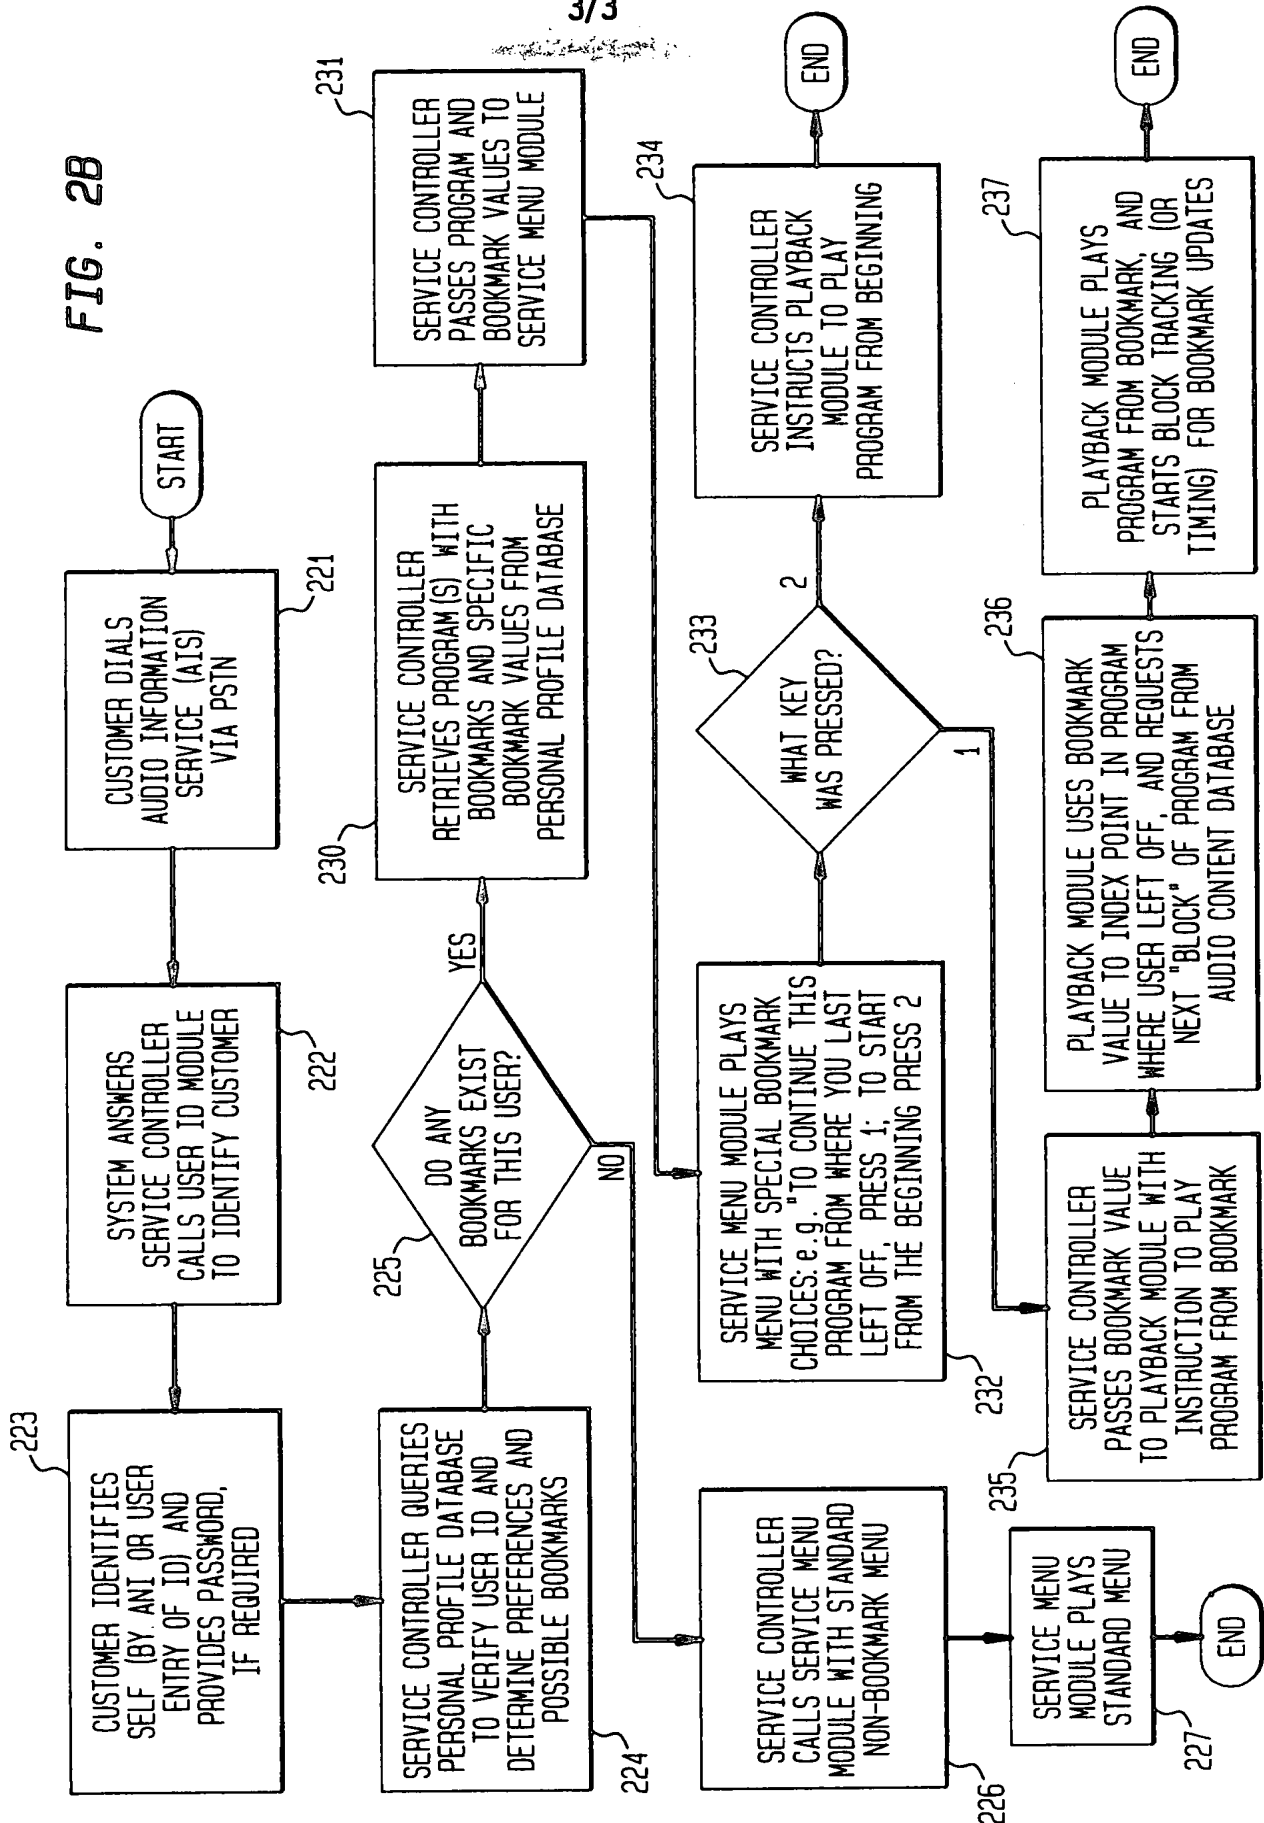 3/3
FIG. 2B
START
CUSTOMER DIALS
AUDIO INFORMATION
SERVICE (AIS)
VIA PSTN
221
SYSTEM ANSWERS
SERVICE CONTROLLER
CALLS USER ID MODULE
TO IDENTIFY CUSTOMER
222
223
CUSTOMER IDENTIFIES
SELF (BY ANI OR USER
ENTRY OF ID) AND
PROVIDES PASSWORD,
IF REQUIRED
SERVICE CONTROLLER QUERIES
PERSONAL PROFILE DATABASE
TO VERIFY USER ID AND
DETERMINE PREFERENCES AND
POSSIBLE BOOKMARKS
224
225
DO ANY
BOOKMARKS EXIST
FOR THIS USER?
YES
NO
230
SERVICE CONTROLLER
RETRIEVES PROGRAM(S) WITH
BOOKMARKS AND SPECIFIC
BOOKMARK VALUES FROM
PERSONAL PROFILE DATABASE
231
SERVICE CONTROLLER
PASSES PROGRAM AND
BOOKMARK VALUES TO
SERVICE MENU MODULE
SERVICE CONTROLLER
CALLS SERVICE MENU
MODULE WITH STANDARD
NON-BOOKMARK MENU
226
SERVICE MENU
MODULE PLAYS
STANDARD MENU
227
END
SERVICE MENU MODULE PLAYS
MENU WITH SPECIAL BOOKMARK
CHOICES: e.g. "TO CONTINUE THIS
PROGRAM FROM WHERE YOU LAST
LEFT OFF, PRESS 1; TO START
FROM THE BEGINNING PRESS 2
232
233
WHAT KEY
WAS PRESSED?
2
1
234
SERVICE CONTROLLER
INSTRUCTS PLAYBACK
MODULE TO PLAY
PROGRAM FROM BEGINNING
END
235
SERVICE CONTROLLER
PASSES BOOKMARK VALUE
TO PLAYBACK MODULE WITH
INSTRUCTION TO PLAY
PROGRAM FROM BOOKMARK
236
PLAYBACK MODULE USES BOOKMARK
VALUE TO INDEX POINT IN PROGRAM
WHERE USER LEFT OFF, AND REQUESTS
NEXT "BLOCK" OF PROGRAM FROM
AUDIO CONTENT DATABASE
237
PLAYBACK MODULE PLAYS
PROGRAM FROM BOOKMARK, AND
STARTS BLOCK TRACKING (OR
TIMING) FOR BOOKMARK UPDATES
END